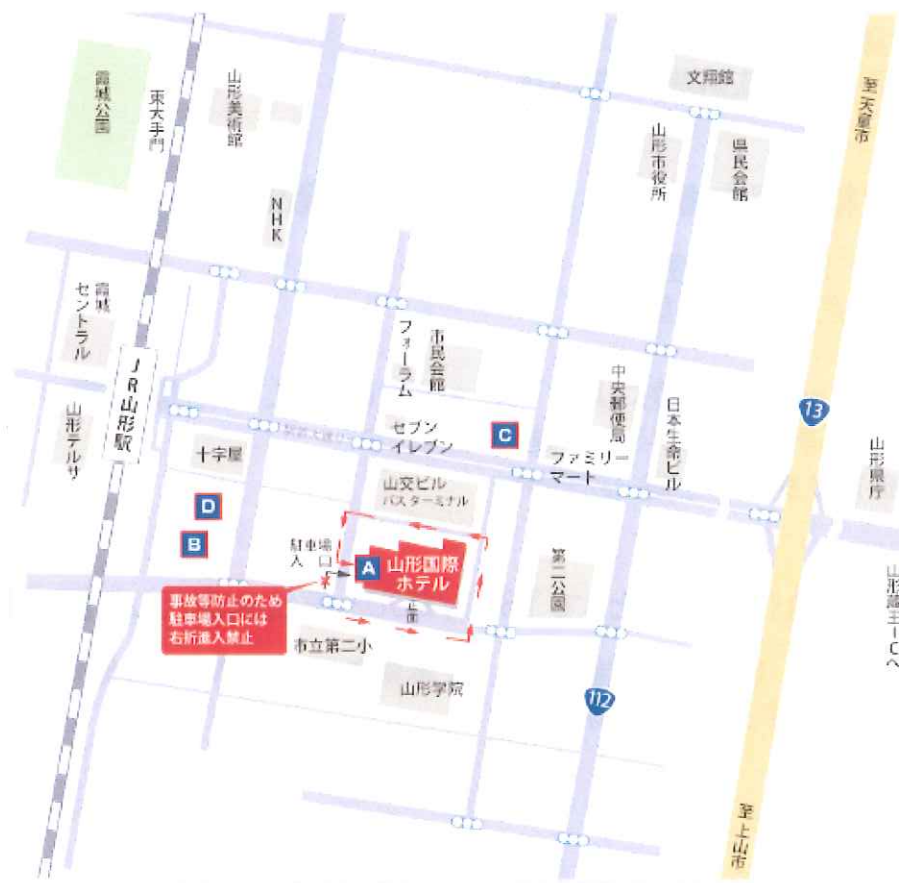 霞城公園
東大手門
山形美術館
NHK
文翔館
山形市役所
県民会館
至 天童市
霞城
セントラル
JR山形駅
山形テルサ
フォーラム
市民会館
中央郵便局
日本生命ビル
13
山形県庁
十字屋
セブン
イレブン
C
ファミリー
マート
山交ビル
バスターミナル
D
B
駐車場
入口
A
山形国際
ホテル
正面
第二公園
事故等防止のため
駐車場入口には
右折進入禁止
市立第二小
山形学院
112
山形蔵王ICへ
至 上山市